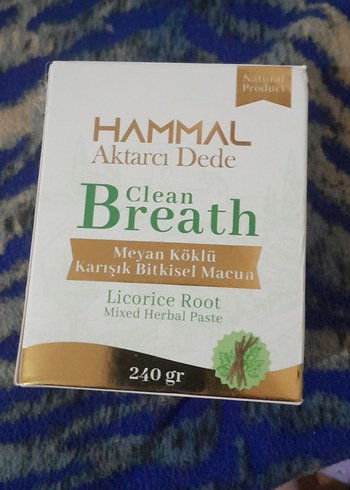 Natural
Product
HAMMAL
Aktarcı Dede
Clean
Breath
Meyan Köklü
Karışık Bitkisel Macun
Licorice Root
Mixed Herbal Paste
240 gr